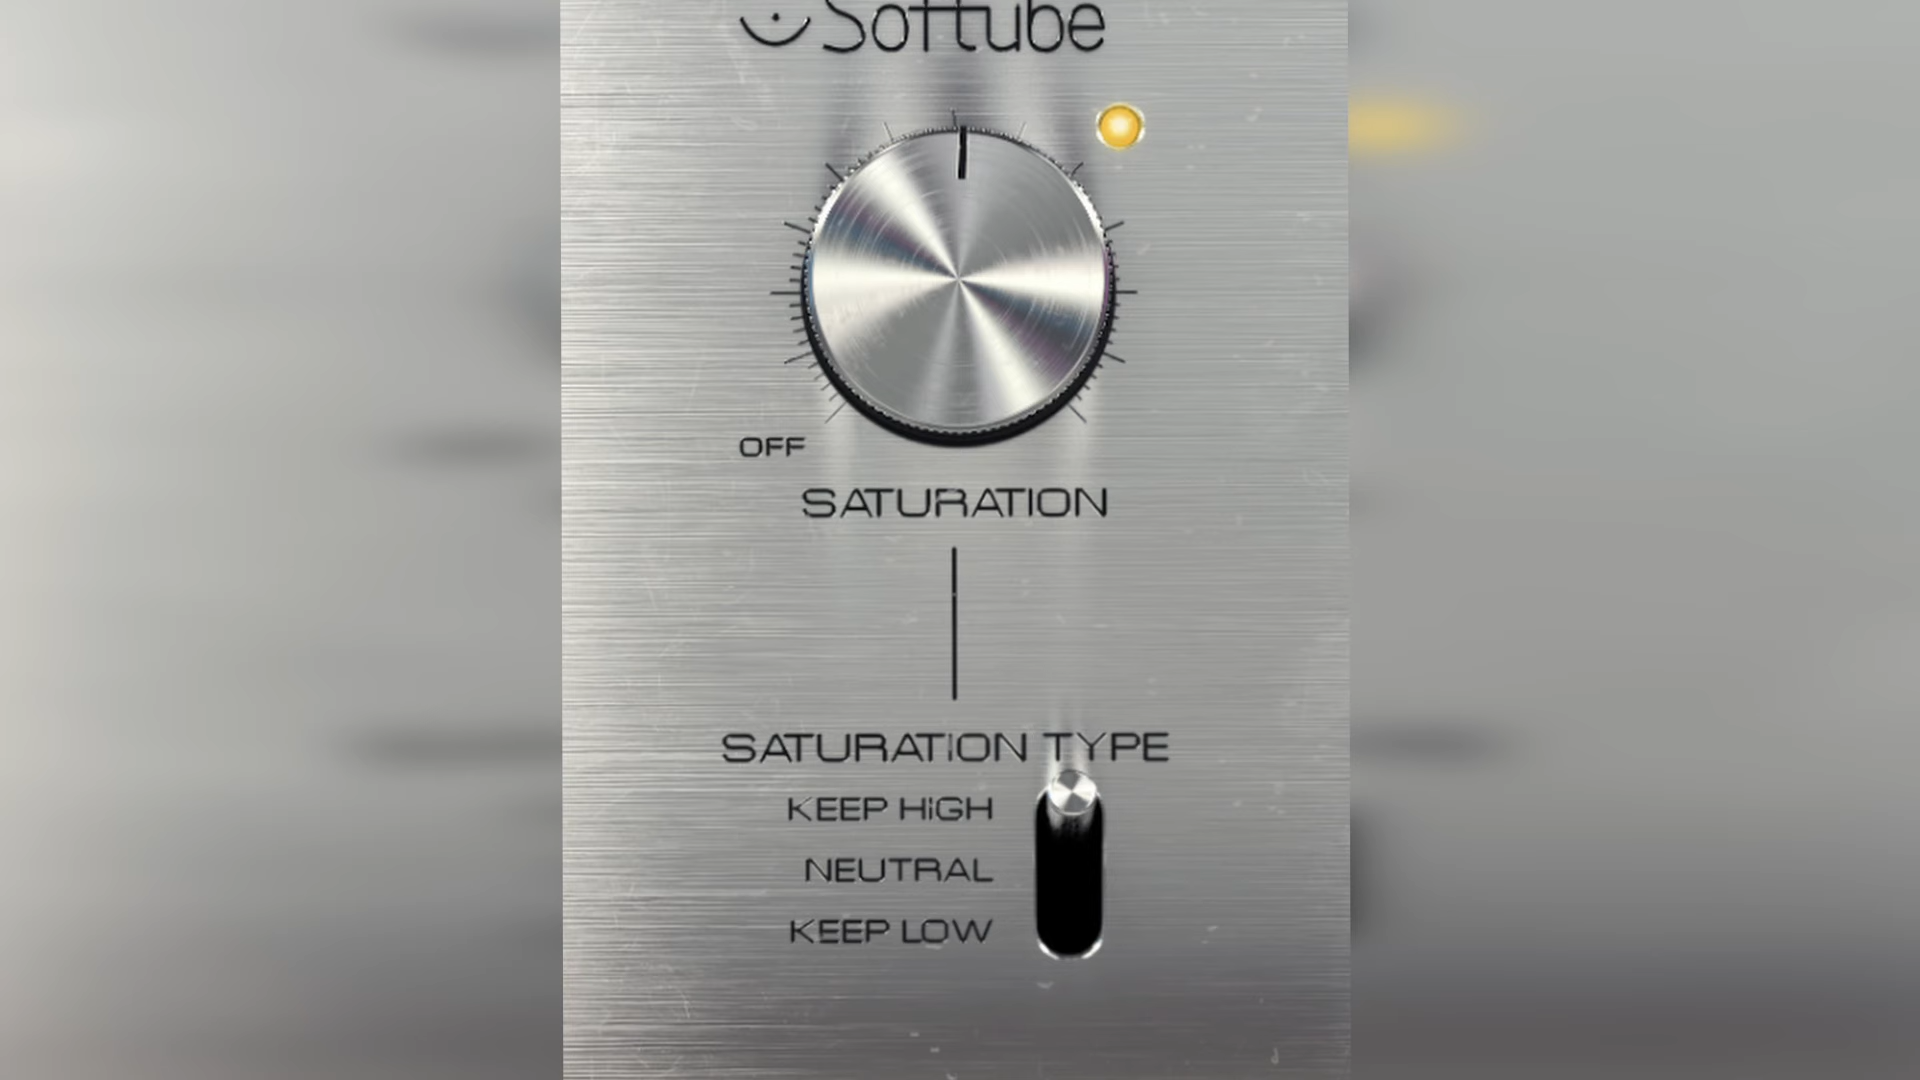 Softube
OFF
SATURATION
SATURATION TYPE
KEEP HIGH
NEUTRAL
KEEP LOW